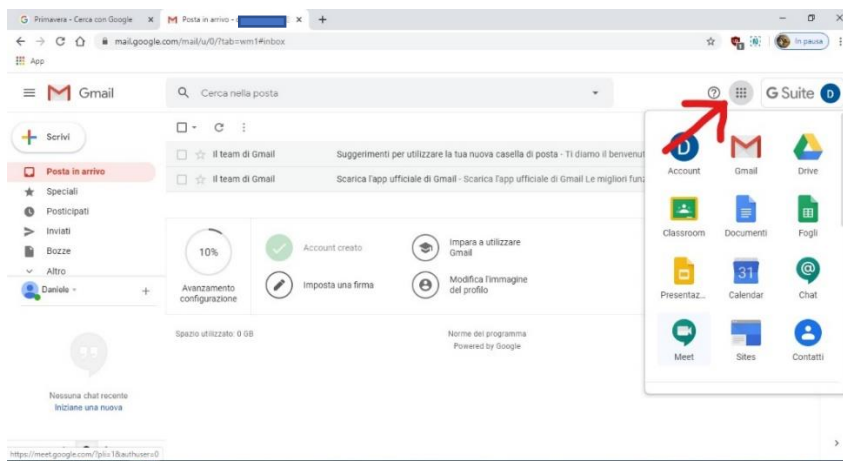 Primavera - Cerca con Google
Posta in arrivo -
mail.google.com/mail/u/0/?tab=wm1#inbox
In pausa
App
Gmail
Cerca nella posta
G Suite D
Scrivi
Posta in arrivo
Speciali
Posticipati
Inviati
Bozze
Altro
Daniele
Nessuna chat recente
Iniziane una nuova
Il team di Gmail Suggerimenti per utilizzare la tua nuova casella di posta - Ti diamo il benvenut
Il team di Gmail Scarica l'app ufficiale di Gmail - Scarica l'app ufficiale di Gmail Le migliori funz
10%
Avanzamento
configurazione
Account creato
Imposta una firma
Impara a utilizzare
Gmail
Modifica l'immagine
del profilo
Spazio utilizzato: 0 GB
Norme del programma
Powered by Google
D
Account Gmail Drive
Classroom Documenti Fogli
31
Presentaz... Calendar Chat
Meet Sites Contatti
https://meet.google.com/?pli=1&authuser=0